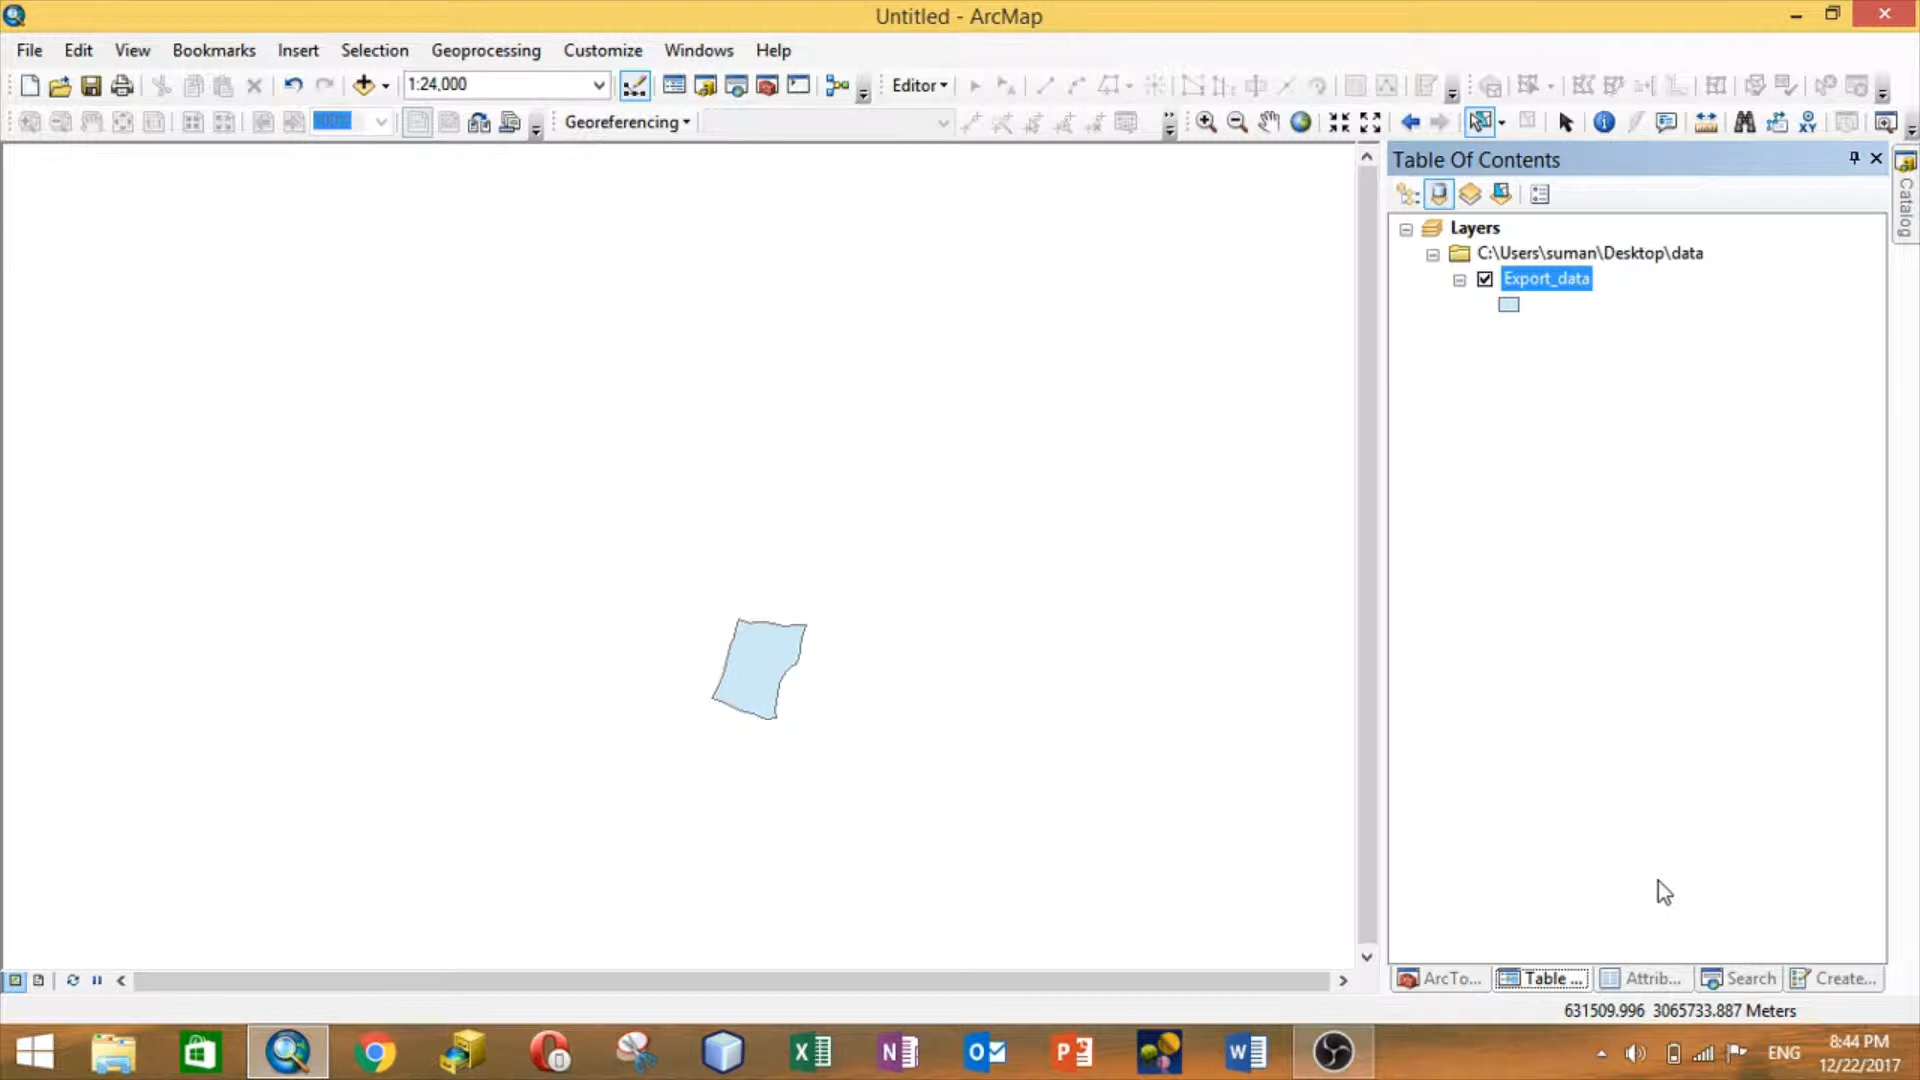 Untitled - ArcMap
File Edit View Bookmarks Insert Selection Geoprocessing Customize Windows Help
1:24,000 Editor
100% Georeferencing
Table Of Contents
Catalog
Layers
C:\Users\suman\Desktop\data
Export_data
ArcTo... Table ... Attrib... Search Create...
631509.996 3065733.887 Meters
ENG
8:44 PM
12/22/2017